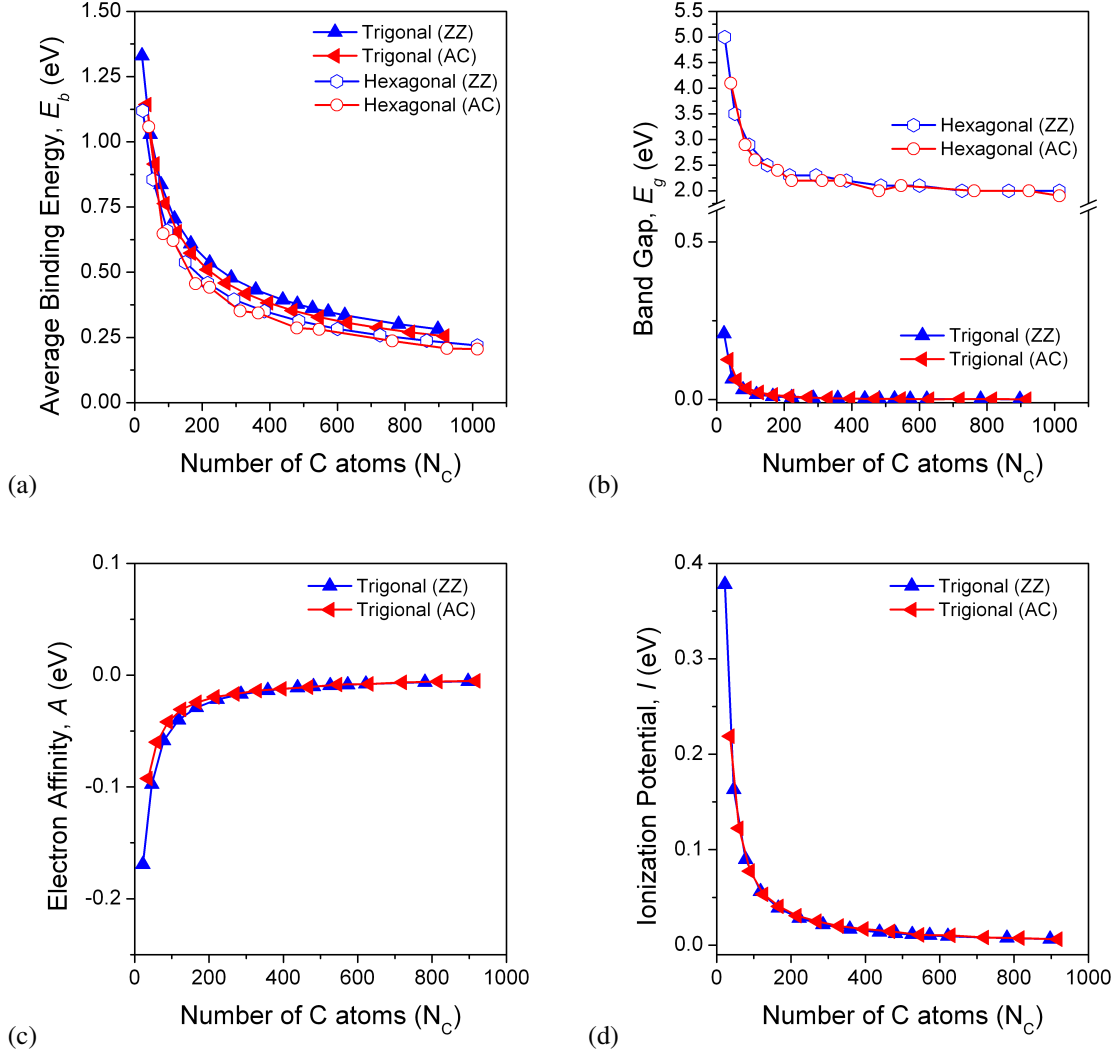 1.50
1.25
1.00
0.75
0.50
0.25
0.00
Average Binding Energy, E_b (eV)
Trigonal (ZZ)
Trigonal (AC)
Hexagonal (ZZ)
Hexagonal (AC)
0 200 400 600 800 1000
Number of C atoms (N_C)
(a)
5.5
5.0
4.5
4.0
3.5
3.0
2.5
2.0
0.5
0.0
Band Gap, E_g (eV)
Hexagonal (ZZ)
Hexagonal (AC)
Trigonal (ZZ)
Trigional (AC)
0 200 400 600 800 1000
Number of C atoms (N_C)
(b)
0.1
0.0
-0.1
-0.2
Electron Affinity, A (eV)
Trigonal (ZZ)
Trigional (AC)
0 200 400 600 800 1000
Number of C atoms (N_C)
(c)
0.4
0.3
0.2
0.1
0.0
Ionization Potential, I (eV)
Trigonal (ZZ)
Trigional (AC)
0 200 400 600 800 1000
Number of C atoms (N_C)
(d)